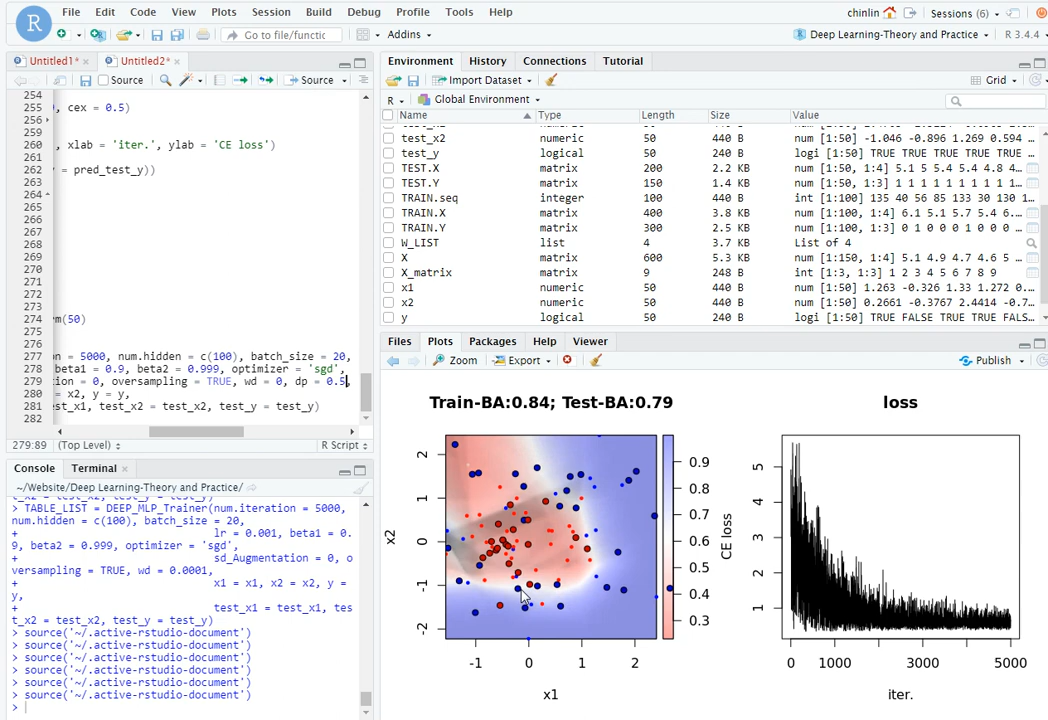 File Edit Code View Plots Session Build Debug Profile Tools Help
chinlin Sessions (6)
Go to file/functic Addins
Deep Learning-Theory and Practice R 3.4.4
Untitled1* Untitled2*
Source Source
254
255 , cex = 0.5)
256
259
260 , xlab = 'iter.', ylab = 'CE loss')
261
262 = pred_test_y))
263
264
265
266
267
268
269
270
271
272
273
274 m(50)
275
276
277 n = 5000, num.hidden = c(100), batch_size = 20,
278 beta1 = 0.9, beta2 = 0.999, optimizer = 'sgd',
279 ion = 0, oversampling = TRUE, wd = 0, dp = 0.5,
280 = x2, y = y,
281 est_x1, test_x2 = test_x2, test_y = test_y)
282
279:89 (Top Level) R Script
Console Terminal
~/Website/Deep Learning-Theory and Practice/
t_x2 = test_x2, test_y = test_y)
> TABLE_LIST = DEEP_MLP_Trainer(num.iteration = 5000,
num.hidden = c(100), batch_size = 20,
+ lr = 0.001, beta1 = 0.
9, beta2 = 0.999, optimizer = 'sgd',
+ sd_Augmentation = 0, o
versampling = TRUE, wd = 0.0001,
+ x1 = x1, x2 = x2, y =
y,
+ test_x1 = test_x1, tes
t_x2 = test_x2, test_y = test_y)
> source('~/.active-rstudio-document')
> source('~/.active-rstudio-document')
> source('~/.active-rstudio-document')
> source('~/.active-rstudio-document')
> source('~/.active-rstudio-document')
> source('~/.active-rstudio-document')
>
Environment History Connections Tutorial
Import Dataset Grid
R Global Environment
Name Type Length Size Value
test_x2 numeric 50 440 B num [1:50] -1.046 -0.896 1.269 0.594 ...
test_y logical 50 240 B logi [1:50] TRUE TRUE TRUE TRUE TRUE ...
TEST.X matrix 200 2.2 KB num [1:50, 1:4] 5.1 5 5.4 5.4 4.8 4...
TEST.Y matrix 150 1.4 KB num [1:50, 1:3] 1 1 1 1 1 1 1 1 1 1...
TRAIN.seq integer 100 440 B int [1:100] 135 40 56 85 133 30 130 1...
TRAIN.X matrix 400 3.8 KB num [1:100, 1:4] 6.1 5.1 5.7 5.4 6...
TRAIN.Y matrix 300 2.5 KB num [1:100, 1:3] 0 1 0 1 0 0 0 1 0 0...
W_LIST list 4 3.7 KB List of 4
X matrix 600 5.3 KB num [1:150, 1:4] 5.1 4.9 4.7 4.6 5 ...
X_matrix matrix 9 248 B int [1:3, 1:3] 1 2 3 4 5 6 7 8 9
x1 numeric 50 440 B num [1:50] 1.263 -0.326 1.33 1.272 0...
x2 numeric 50 440 B num [1:50] 0.2661 -0.3767 2.4414 -0.7...
y logical 50 240 B logi [1:50] TRUE FALSE TRUE TRUE FALS...
Files Plots Packages Help Viewer
Zoom Export Publish
Train-BA:0.84; Test-BA:0.79
x2
2
1
0
-1
-2
-1 0 1 2
x1
0.9
0.8
0.7
0.6
0.5
0.4
0.3
loss
CE loss
5
4
3
2
1
0 1000 3000 5000
iter.